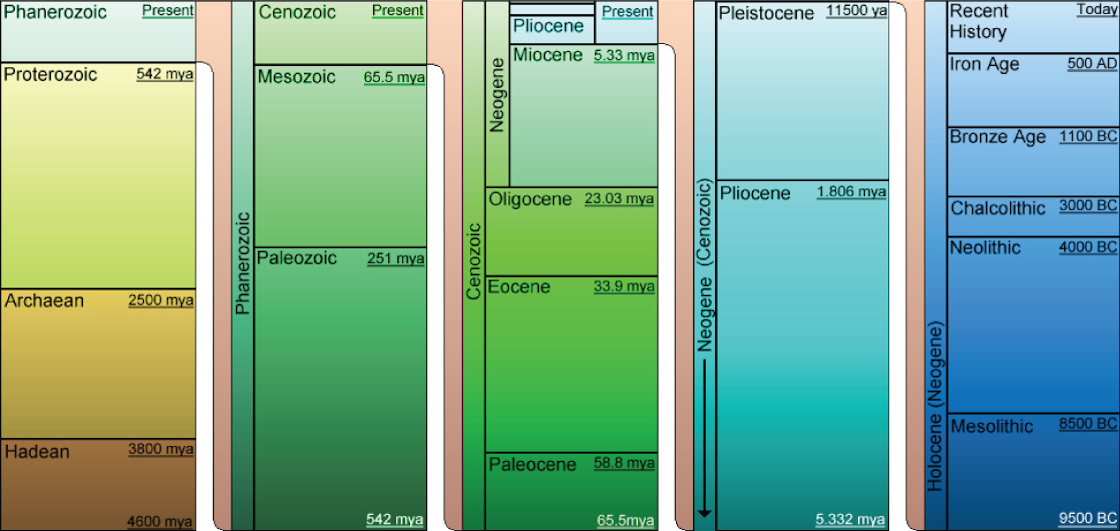 Phanerozoic Present
Proterozoic 542 mya
Archaean 2500 mya
Hadean 3800 mya
4600 mya
Phanerozoic
Cenozoic Present
Mesozoic 65.5 mya
Paleozoic 251 mya
542 mya
Cenozoic
Neogene
Present
Pliocene
Miocene 5.33 mya
Oligocene 23.03 mya
Eocene 33.9 mya
Paleocene 58.8 mya
65.5mya
Neogene (Cenozoic)
Pleistocene 11500 ya
Pliocene 1.806 mya
5.332 mya
Holocene (Neogene)
Recent Today
History
Iron Age 500 AD
Bronze Age 1100 BC
Chalcolithic 3000 BC
Neolithic 4000 BC
Mesolithic 8500 BC
9500 BC